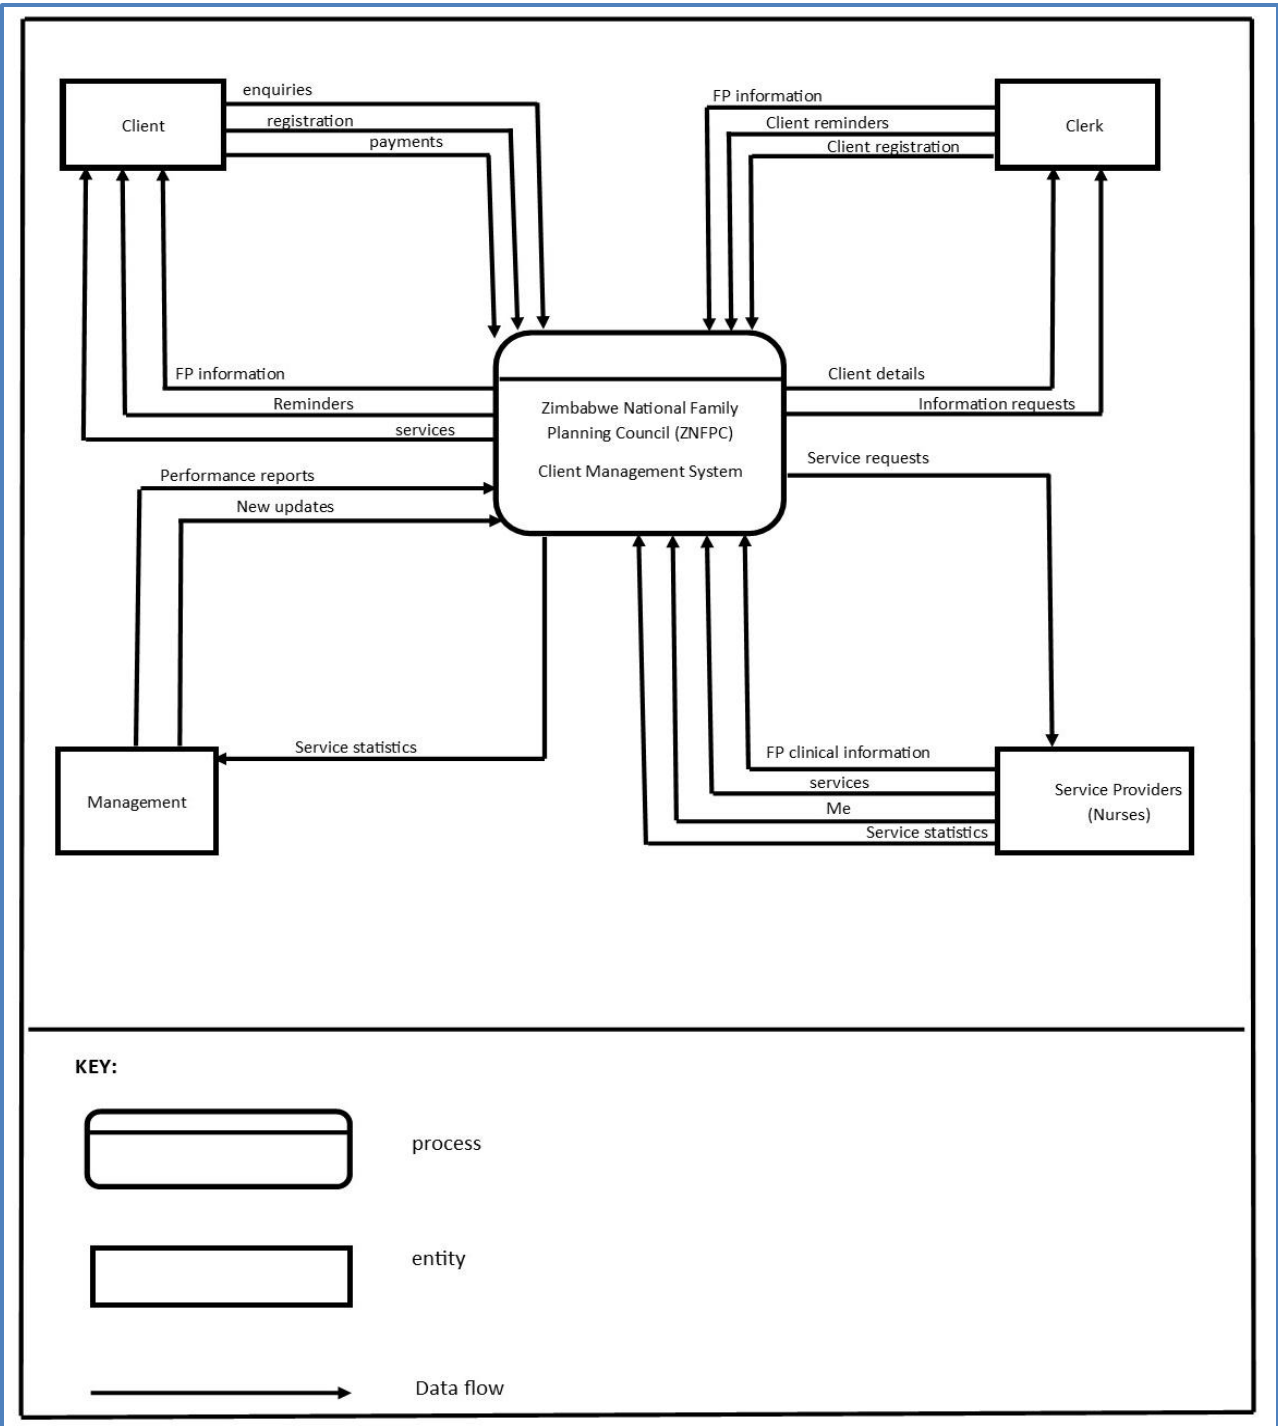 enquiries
registration
payments
Client
FP information
Client reminders
Client registration
Clerk
FP information
Reminders
services
Client details
Information requests
Zimbabwe National Family
Planning Council (ZNFPC)
Client Management System
Performance reports
New updates
Service requests
Service statistics
Management
FP clinical information
services
Me
Service statistics
Service Providers
(Nurses)
KEY:
process
entity
Data flow